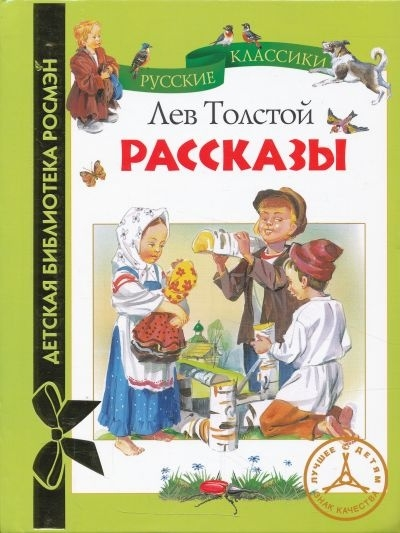 РУССКИЕ КЛАССИКИ
Лев Толстой
РАССКАЗЫ
ДЕТСКАЯ БИБЛИОТЕКА РОСМЭН
ЛУЧШЕЕ - ДЕТЯМ
ЗНАК КАЧЕСТВА